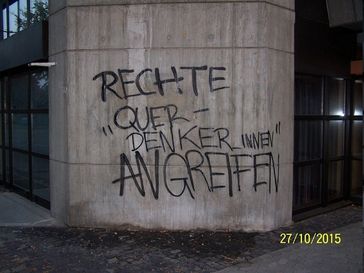 RECHTE
„QUER-
DENKER_INNEN"
ANGREIFEN
27/10/2015